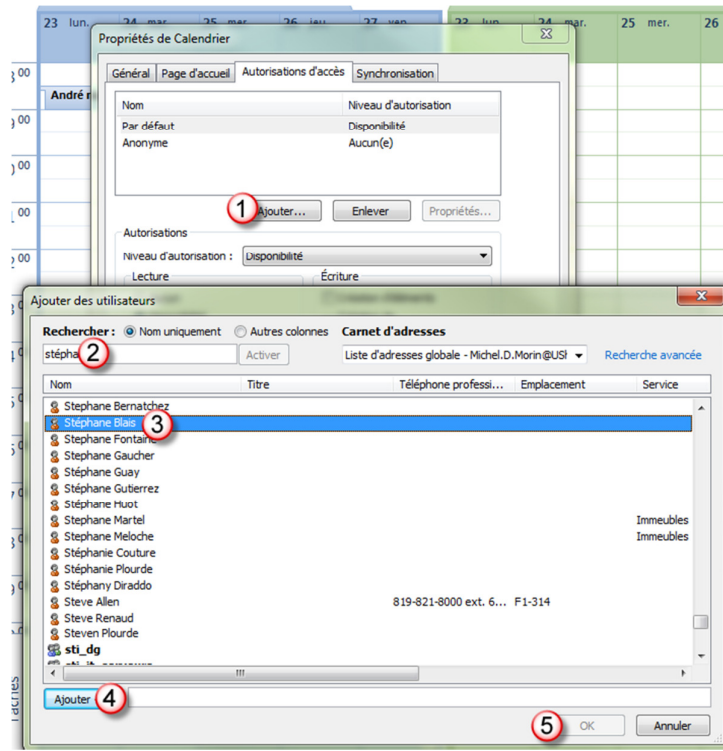 23 lun. 24 mar. 25 mer. 26 jeu. 27 ven. 23 lun. 24 mar. 25 mer. 26
Propriétés de Calendrier
Général Page d'accueil Autorisations d'accès Synchronisation
André
Nom Niveau d'autorisation
Par défaut Disponibilité
Anonyme Aucun(e)
1 Ajouter... Enlever Propriétés...
Autorisations
Niveau d'autorisation : Disponibilité
Lecture Écriture
Ajouter des utilisateurs
Rechercher : Nom uniquement Autres colonnes Carnet d'adresses
stépha 2 Activer Liste d'adresses globale - Michel.D.Morin@USh Recherche avancée
Nom Titre Téléphone professi... Emplacement Service
Stephane Bernatchez
Stéphane Blais 3
Stephane Fontaine
Stéphane Gaucher
Stéphane Guay
Stéphane Gutierrez
Stéphane Huot
Stephane Martel Immeubles
Stephane Meloche Immeubles
Stéphanie Couture
Stéphanie Plourde
Stéphany Diraddo
Steve Allen 819-821-8000 ext. 6... F1-314
Steve Renaud
Steven Plourde
sti_dg
Tâches
Ajouter 4
5 OK Annuler